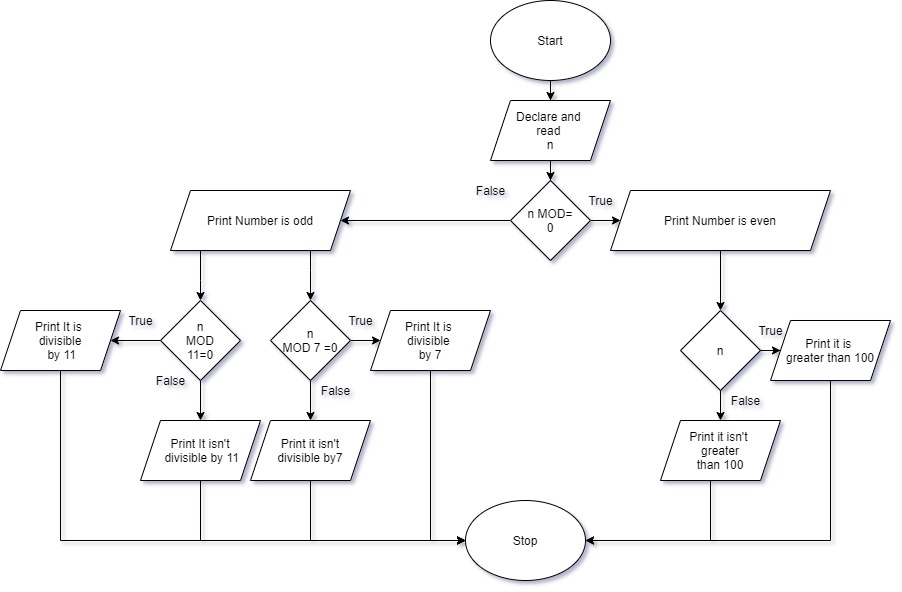 Start
Declare and
read
n
False
True
n MOD=
0
Print Number is odd
Print Number is even
Print It is
divisible
by 11
True
n
MOD
11=0
n
MOD 7 =0
True
Print It is
divisible
by 7
n
True
Print it is
greater than 100
False
False
False
Print It isn't
divisible by 11
Print it isn't
divisible by7
Print it isn't
greater
than 100
Stop